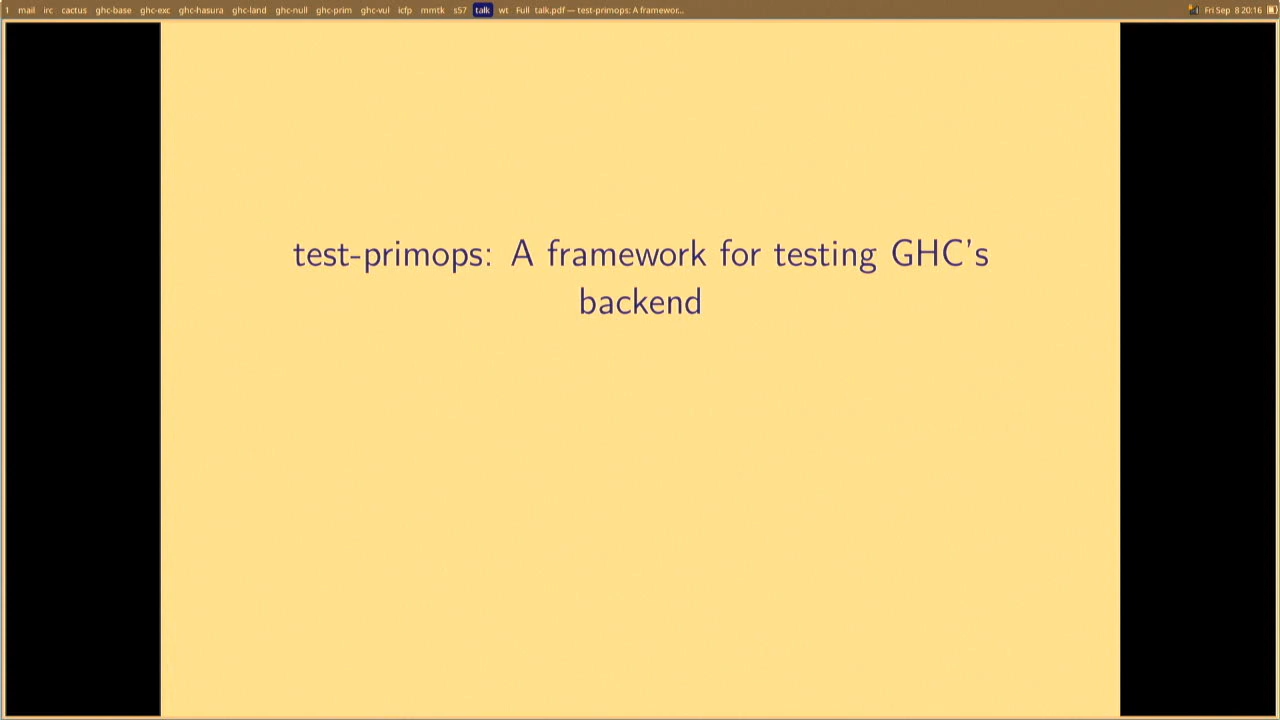 1 mail irc cactus ghc-base ghc-exc ghc-hasura ghc-land ghc-null ghc-prim ghc-vul icfp mmtk s57 talk wt Full talk.pdf — test-primops: A framewor... Fri Sep 8 20:16
test-primops: A framework for testing GHC's
backend